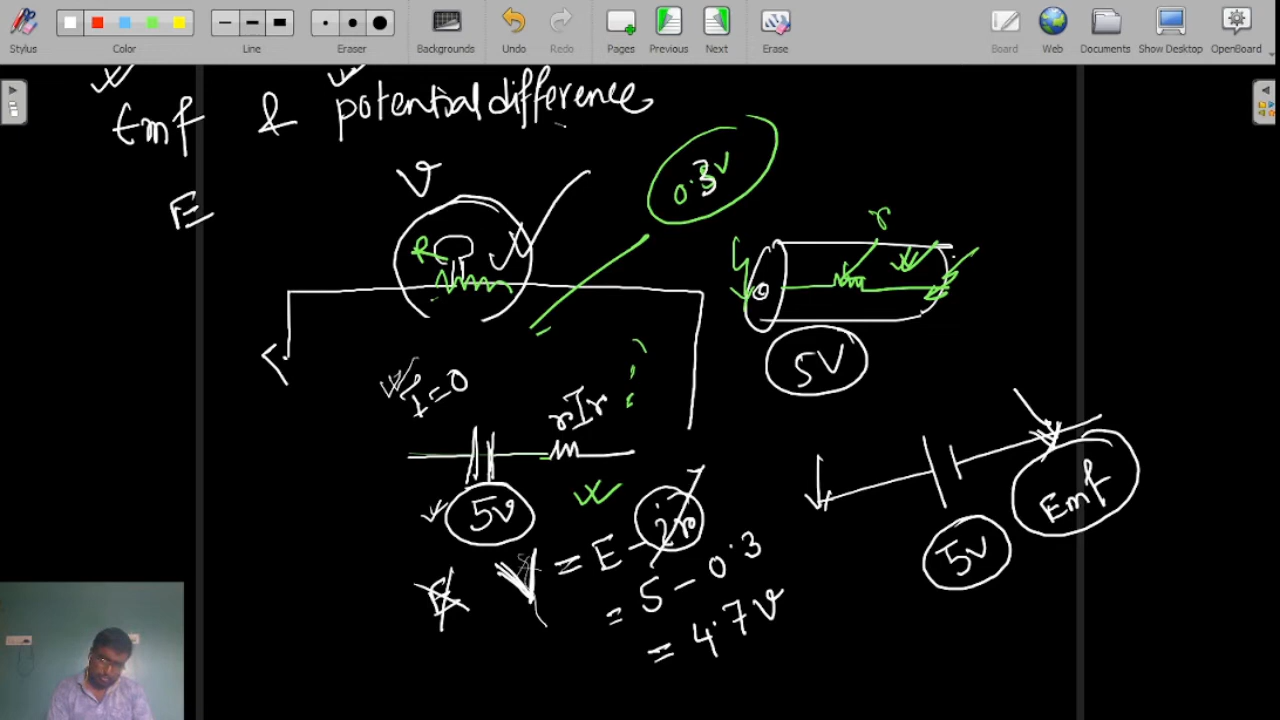 Stylus
Color
Line
Eraser
Backgrounds
Undo
Redo
Pages
Previous
Next
Erase
Board
Web
Documents
Show Desktop
OpenBoard
Emf & potential difference
E
V
0.3V
R
r
5V
I=0
rIr
5V
V = E - ir
= 5 - 0.3
= 4.7V
Emf
5V